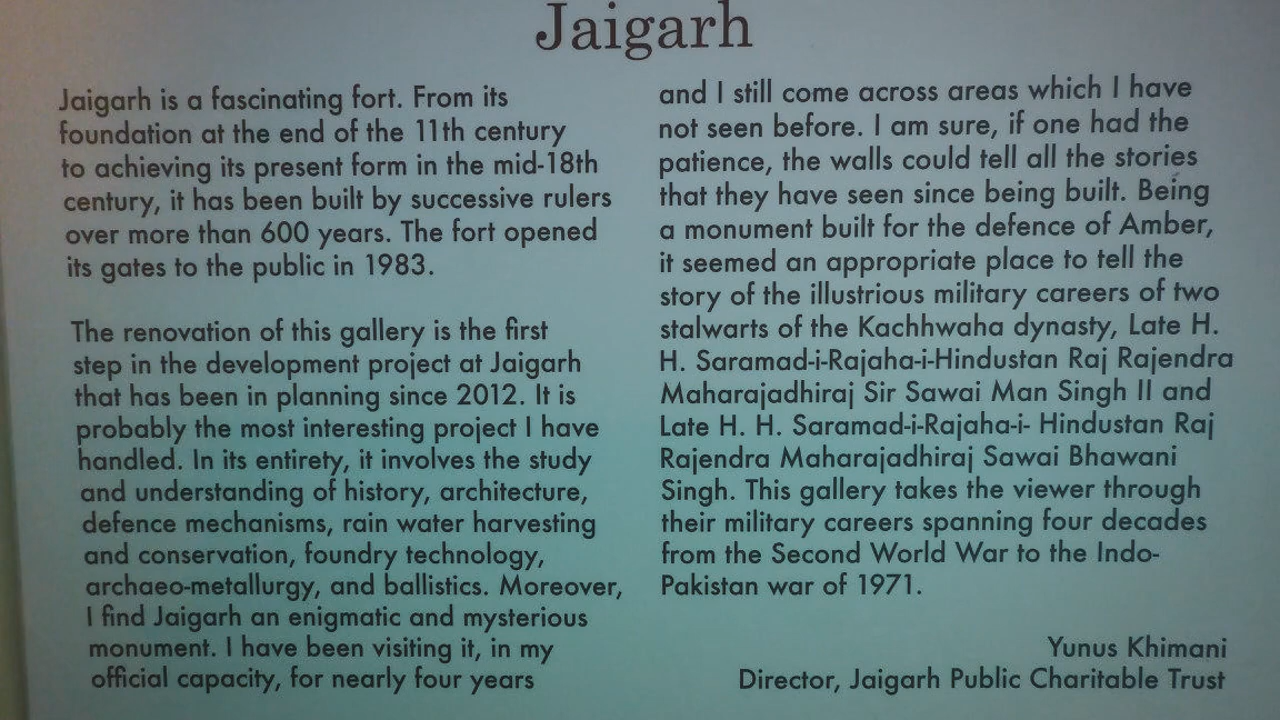 Jaigarh
Jaigarh is a fascinating fort. From its
foundation at the end of the 11th century
to achieving its present form in the mid-18th
century, it has been built by successive rulers
over more than 600 years. The fort opened
its gates to the public in 1983.
The renovation of this gallery is the first
step in the development project at Jaigarh
that has been in planning since 2012. It is
probably the most interesting project I have
handled. In its entirety, it involves the study
and understanding of history, architecture,
defence mechanisms, rain water harvesting
and conservation, foundry technology,
archaeo-metallurgy, and ballistics. Moreover,
I find Jaigarh an enigmatic and mysterious
monument. I have been visiting it, in my
official capacity, for nearly four years
and I still come across areas which I have
not seen before. I am sure, if one had the
patience, the walls could tell all the stories
that they have seen since being built. Being
a monument built for the defence of Amber,
it seemed an appropriate place to tell the
story of the illustrious military careers of two
stalwarts of the Kachhwaha dynasty, Late H.
H. Saramad-i-Rajaha-i-Hindustan Raj Rajendra
Maharajadhiraj Sir Sawai Man Singh II and
Late H. H. Saramad-i-Rajaha-i- Hindustan Raj
Rajendra Maharajadhiraj Sawai Bhawani
Singh. This gallery takes the viewer through
their military careers spanning four decades
from the Second World War to the Indo-
Pakistan war of 1971.
Yunus Khimani
Director, Jaigarh Public Charitable Trust